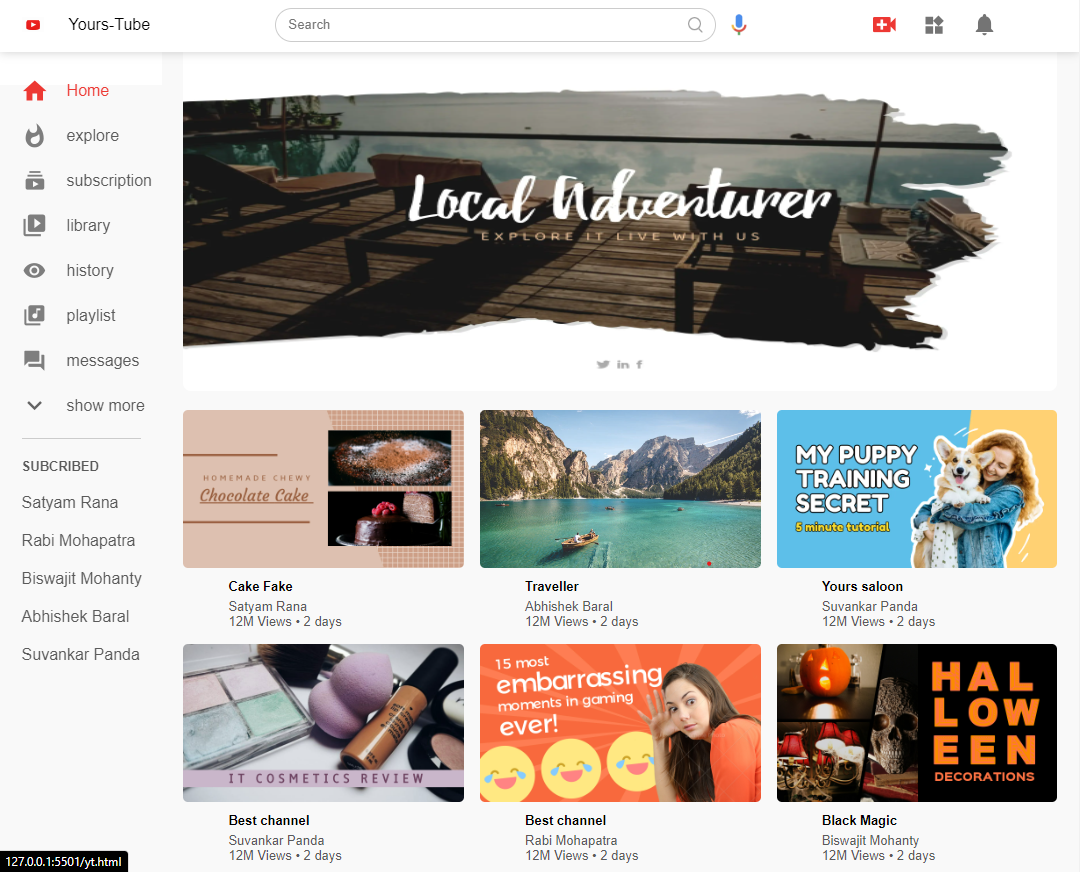 Yours-Tube
Search
Home
explore
subscription
library
history
playlist
messages
show more
SUBCRIBED
Satyam Rana
Rabi Mohapatra
Biswajit Mohanty
Abhishek Baral
Suvankar Panda
Local Adventurer
EXPLORE IT LIVE WITH US
HOMEMADE CHEWY
Chocolate Cake
Cake Fake
Satyam Rana
12M Views • 2 days
Traveller
Abhishek Baral
12M Views • 2 days
MY PUPPY
TRAINING
SECRET
5 minute tutorial
Yours saloon
Suvankar Panda
12M Views • 2 days
IT COSMETICS REVIEW
Best channel
Suvankar Panda
12M Views • 2 days
15 most
embarrassing
moments in gaming
ever!
Best channel
Rabi Mohapatra
12M Views • 2 days
HAL
LOW
EEN
DECORATIONS
Black Magic
Biswajit Mohanty
12M Views • 2 days
127.0.0.1:5501/yt.html